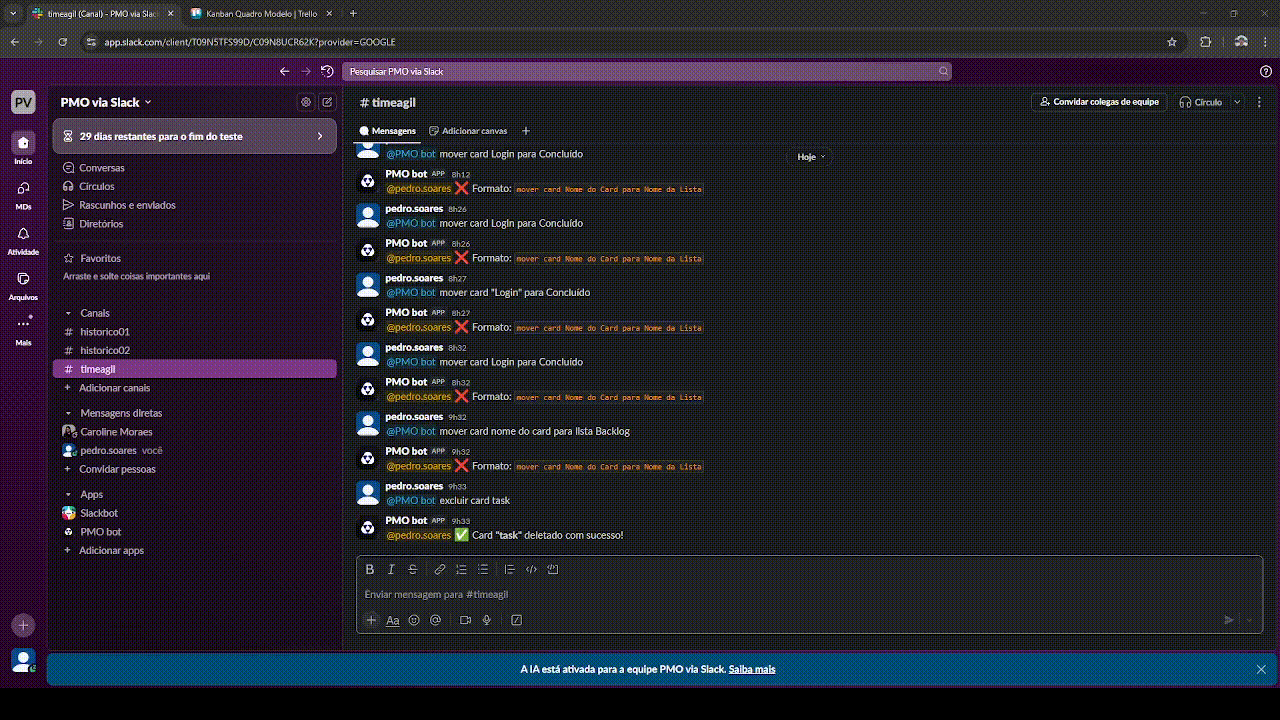 timeagil (Canal) - PMO via Slac
Kanban Quadro Modelo | Trello
app.slack.com/client/T09N5TFS99D/C09N8UCR62K?provider=GOOGLE
Pesquisar PMO via Slack
PV
PMO via Slack
# timeagil
Convidar colegas de equipe
Círculo
29 dias restantes para o fim do teste
Mensagens
Adicionar canvas
Início
MDs
Atividade
Arquivos
Mais
Conversas
Círculos
Rascunhos e enviados
Diretórios
Favoritos
Arraste e solte coisas importantes aqui
Canais
# historico01
# historico02
# timeagil
+ Adicionar canais
Mensagens diretas
Caroline Moraes
pedro.soares você
+ Convidar pessoas
Apps
Slackbot
PMO bot
+ Adicionar apps
Hoje
@PMO bot mover card Login para Concluído
PMO bot APP 8h12
@pedro.soares ❌ Formato: mover card Nome do Card para Nome da Lista
pedro.soares 8h26
@PMO bot mover card Login para Concluído
PMO bot APP 8h26
@pedro.soares ❌ Formato: mover card Nome do Card para Nome da Lista
pedro.soares 8h27
@PMO bot mover card "Login" para Concluído
PMO bot APP 8h27
@pedro.soares ❌ Formato: mover card Nome do Card para Nome da Lista
pedro.soares 8h32
@PMO bot mover card Login para Concluído
PMO bot APP 8h32
@pedro.soares ❌ Formato: mover card Nome do Card para Nome da Lista
pedro.soares 9h32
@PMO bot mover card nome do card para lista Backlog
PMO bot APP 9h32
@pedro.soares ❌ Formato: mover card Nome do Card para Nome da Lista
pedro.soares 9h33
@PMO bot excluir card task
PMO bot APP 9h33
@pedro.soares ✅ Card "task" deletado com sucesso!
B I S
Enviar mensagem para #timeagil
Aa
A IA está ativada para a equipe PMO via Slack. Saiba mais